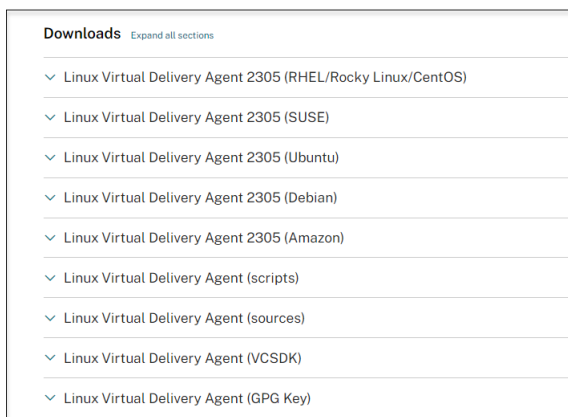 Downloads Expand all sections
Linux Virtual Delivery Agent 2305 (RHEL/Rocky Linux/CentOS)
Linux Virtual Delivery Agent 2305 (SUSE)
Linux Virtual Delivery Agent 2305 (Ubuntu)
Linux Virtual Delivery Agent 2305 (Debian)
Linux Virtual Delivery Agent 2305 (Amazon)
Linux Virtual Delivery Agent (scripts)
Linux Virtual Delivery Agent (sources)
Linux Virtual Delivery Agent (VCSDK)
Linux Virtual Delivery Agent (GPG Key)